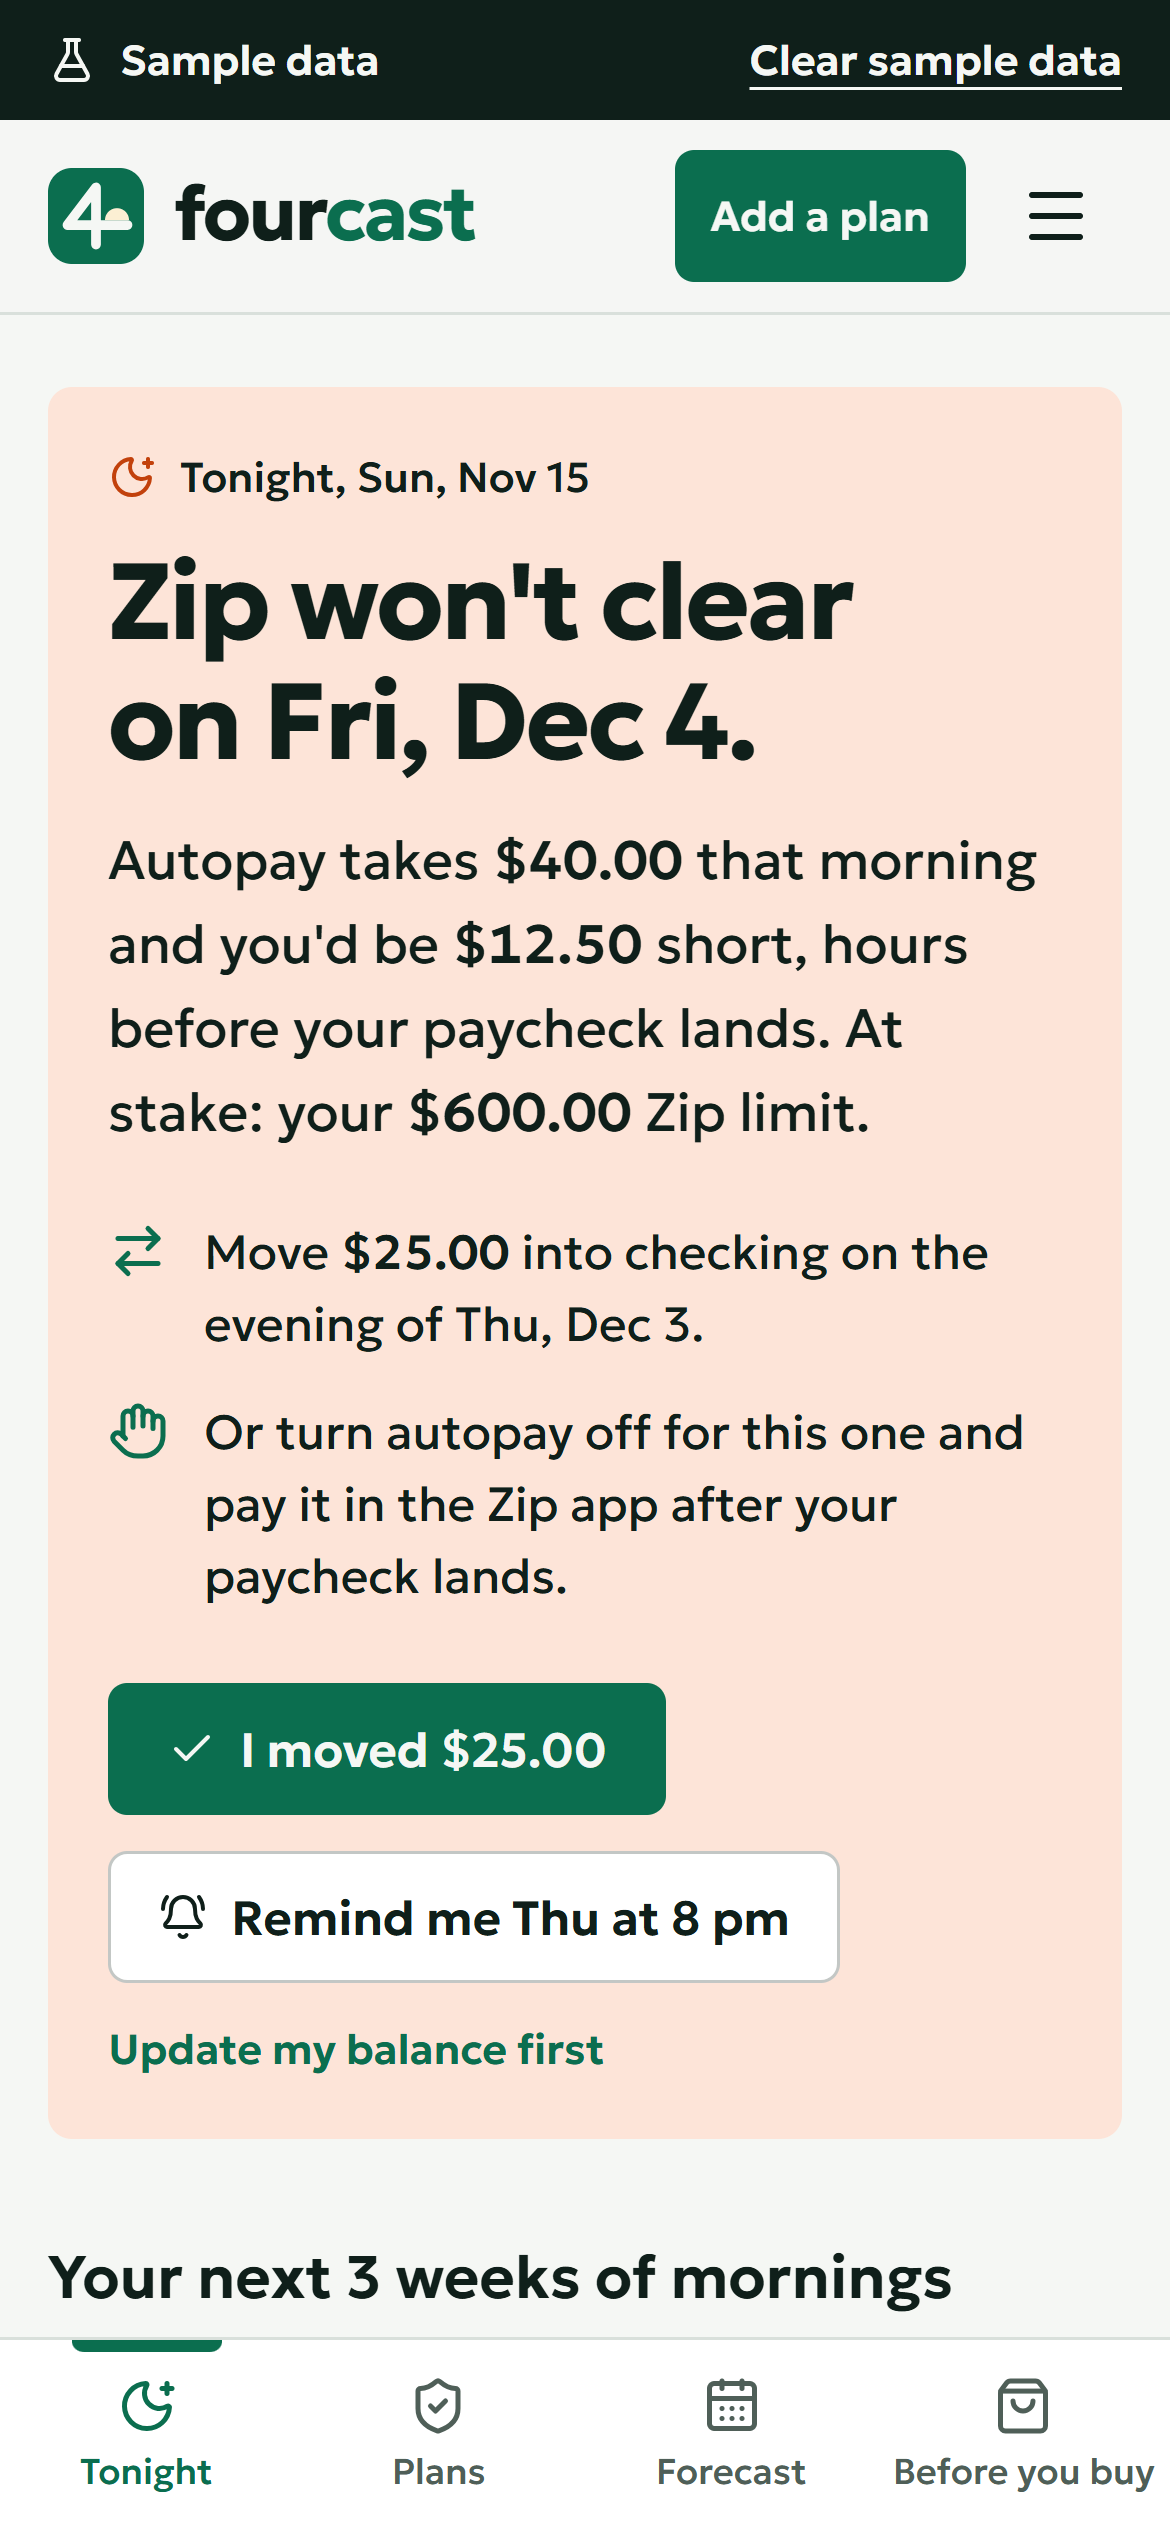 Sample data
Clear sample data
4 fourcast
Add a plan
Tonight, Sun, Nov 15
Zip won't clear
on Fri, Dec 4.
Autopay takes $40.00 that morning
and you'd be $12.50 short, hours
before your paycheck lands. At
stake: your $600.00 Zip limit.
Move $25.00 into checking on the
evening of Thu, Dec 3.
Or turn autopay off for this one and
pay it in the Zip app after your
paycheck lands.
I moved $25.00
Remind me Thu at 8 pm
Update my balance first
Your next 3 weeks of mornings
Tonight
Plans
Forecast
Before you buy